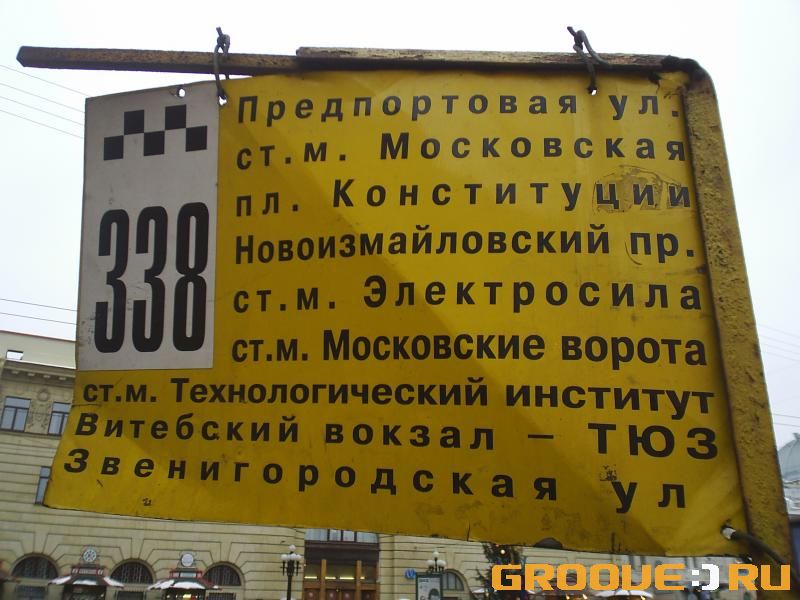 Предпортовая ул.
ст.м. Московская
пл. Конституции
Новоизмайловский пр.
338
ст.м. Электросила
ст.м. Московские ворота
ст.м. Технологический институт
Витебский вокзал – ТЮЗ
Звенигородская ул
GROOVE:)RU